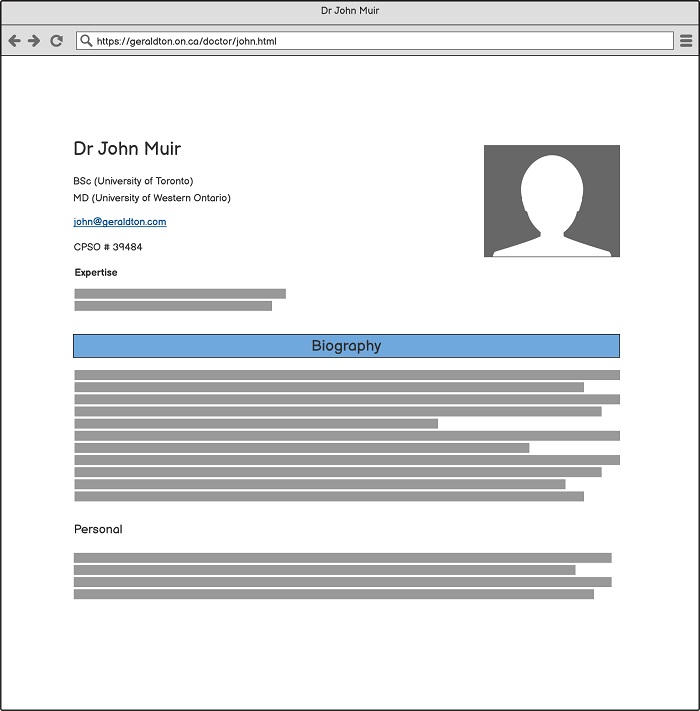 Dr John Muir
https://geraldton.on.ca/doctor/john.html
Dr John Muir
BSc (University of Toronto)
MD (University of Western Ontario)
john@geraldton.com
CPSO # 39484
Expertise
Biography
Personal